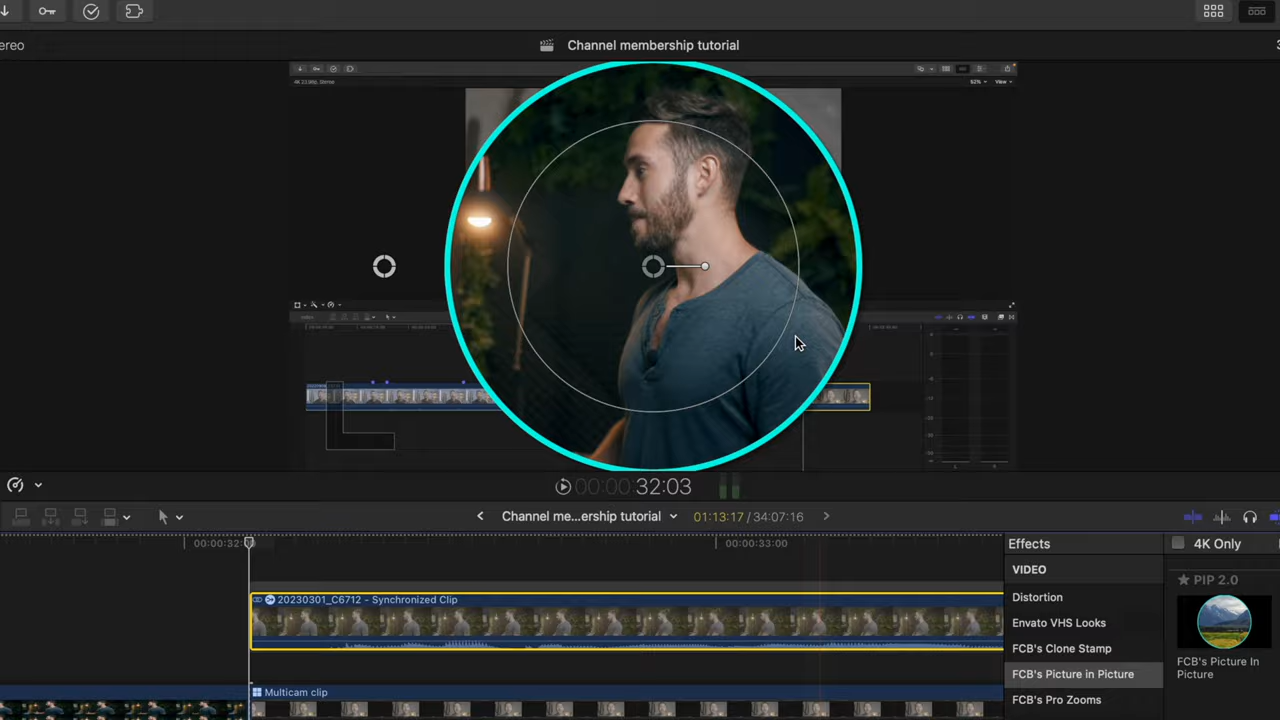 ereo
Channel membership tutorial
View
00:00:32:03
Channel me...ership tutorial
01:13:17 / 34:07:16
00:00:32
00:00:33:00
Effects
4K Only
VIDEO
PIP 2.0
Distortion
20230301_C6712 - Synchronized Clip
Envato VHS Looks
FCB's Clone Stamp
FCB's Picture In
Picture
FCB's Picture in Picture
Multicam clip
FCB's Pro Zooms